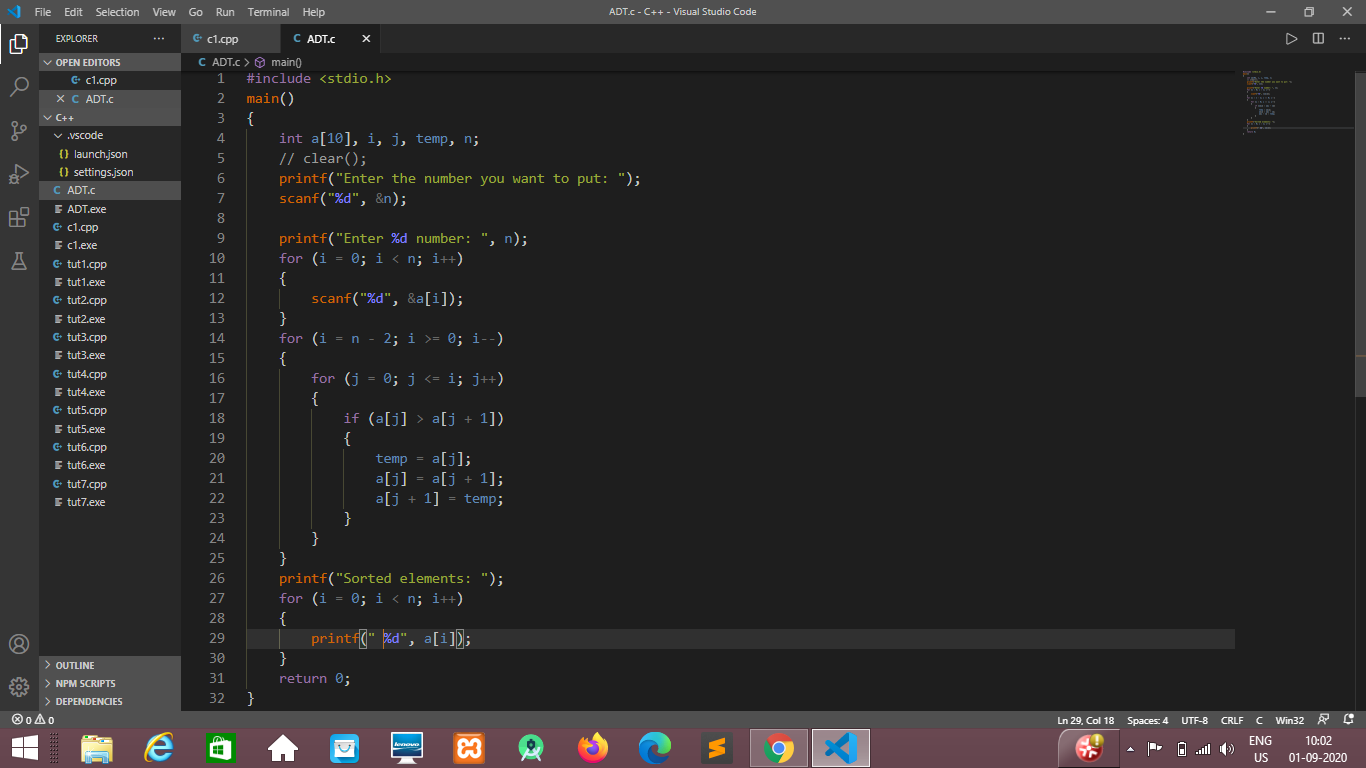 File Edit Selection View Go Run Terminal Help
ADT.c - C++ - Visual Studio Code
EXPLORER
OPEN EDITORS
c1.cpp
ADT.c
C++
.vscode
launch.json
settings.json
ADT.c
ADT.exe
c1.cpp
c1.exe
tut1.cpp
tut1.exe
tut2.cpp
tut2.exe
tut3.cpp
tut3.exe
tut4.cpp
tut4.exe
tut5.cpp
tut5.exe
tut6.cpp
tut6.exe
tut7.cpp
tut7.exe
OUTLINE
NPM SCRIPTS
DEPENDENCIES
c1.cpp ADT.c
ADT.c > main()
1 #include <stdio.h>
2 main()
3 {
4 int a[10], i, j, temp, n;
5 // clear();
6 printf("Enter the number you want to put: ");
7 scanf("%d", &n);
8
9 printf("Enter %d number: ", n);
10 for (i = 0; i < n; i++)
11 {
12 scanf("%d", &a[i]);
13 }
14 for (i = n - 2; i >= 0; i--)
15 {
16 for (j = 0; j <= i; j++)
17 {
18 if (a[j] > a[j + 1])
19 {
20 temp = a[j];
21 a[j] = a[j + 1];
22 a[j + 1] = temp;
23 }
24 }
25 }
26 printf("Sorted elements: ");
27 for (i = 0; i < n; i++)
28 {
29 printf(" %d", a[i]);
30 }
31 return 0;
32 }
0 0
Ln 29, Col 18 Spaces: 4 UTF-8 CRLF C Win32
lenovo
ENG
US
10:02
01-09-2020